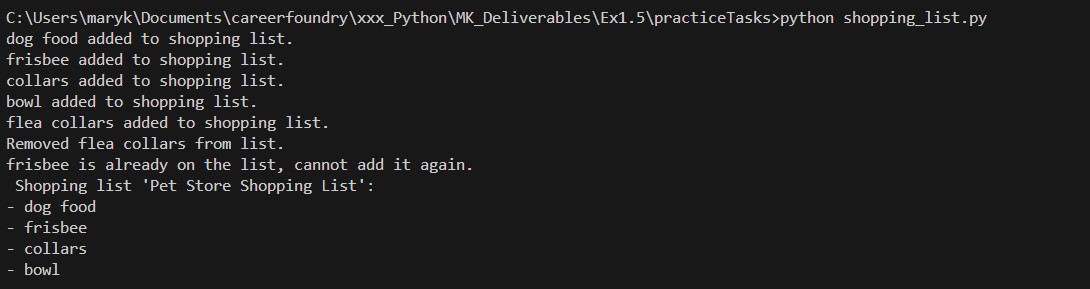 C:\Users\maryk\Documents\careerfoundry\xxx_Python\MK_Deliverables\Ex1.5\practiceTasks>python shopping_list.py
dog food added to shopping list.
frisbee added to shopping list.
collars added to shopping list.
bowl added to shopping list.
flea collars added to shopping list.
Removed flea collars from list.
frisbee is already on the list, cannot add it again.
 Shopping list 'Pet Store Shopping List':
- dog food
- frisbee
- collars
- bowl